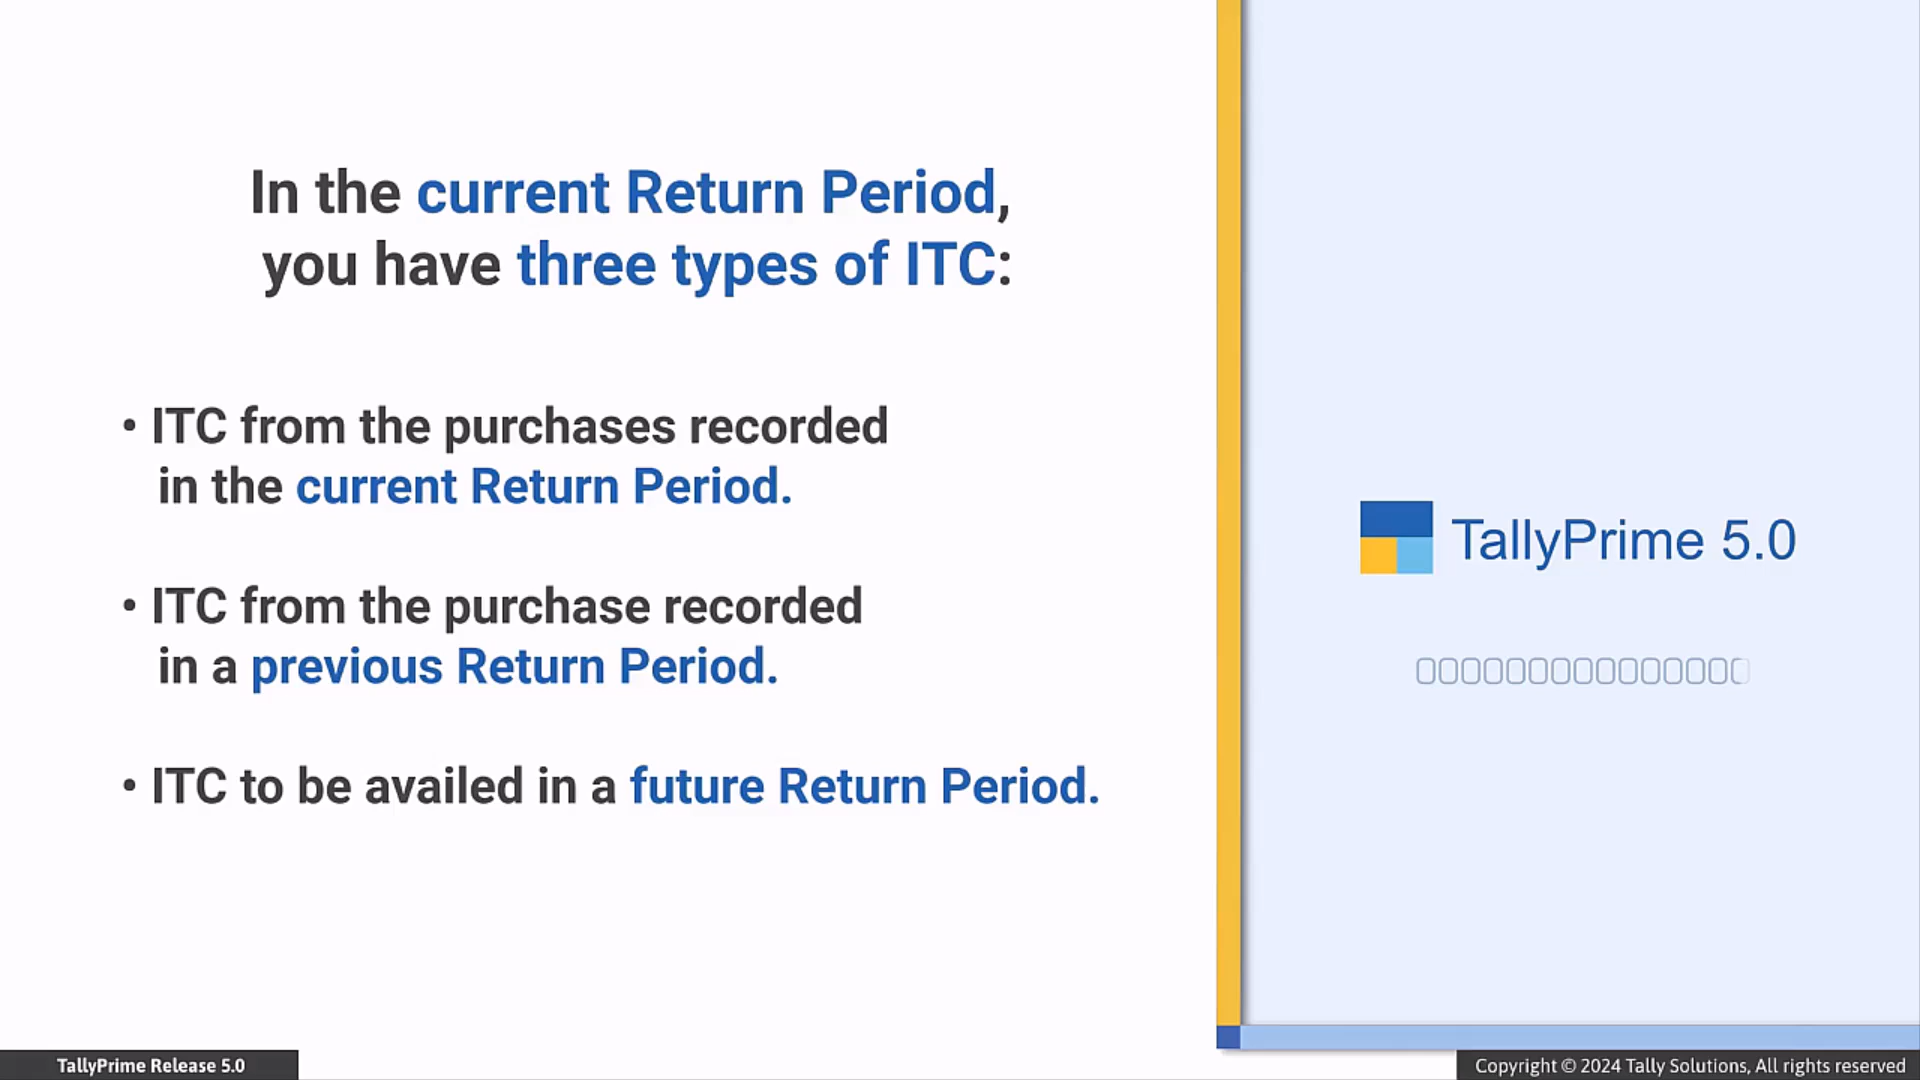 In the current Return Period,
you have three types of ITC:
• ITC from the purchases recorded
in the current Return Period.
• ITC from the purchase recorded
in a previous Return Period.
• ITC to be availed in a future Return Period.
TallyPrime 5.0
TallyPrime Release 5.0
Copyright © 2024 Tally Solutions, All rights reserved